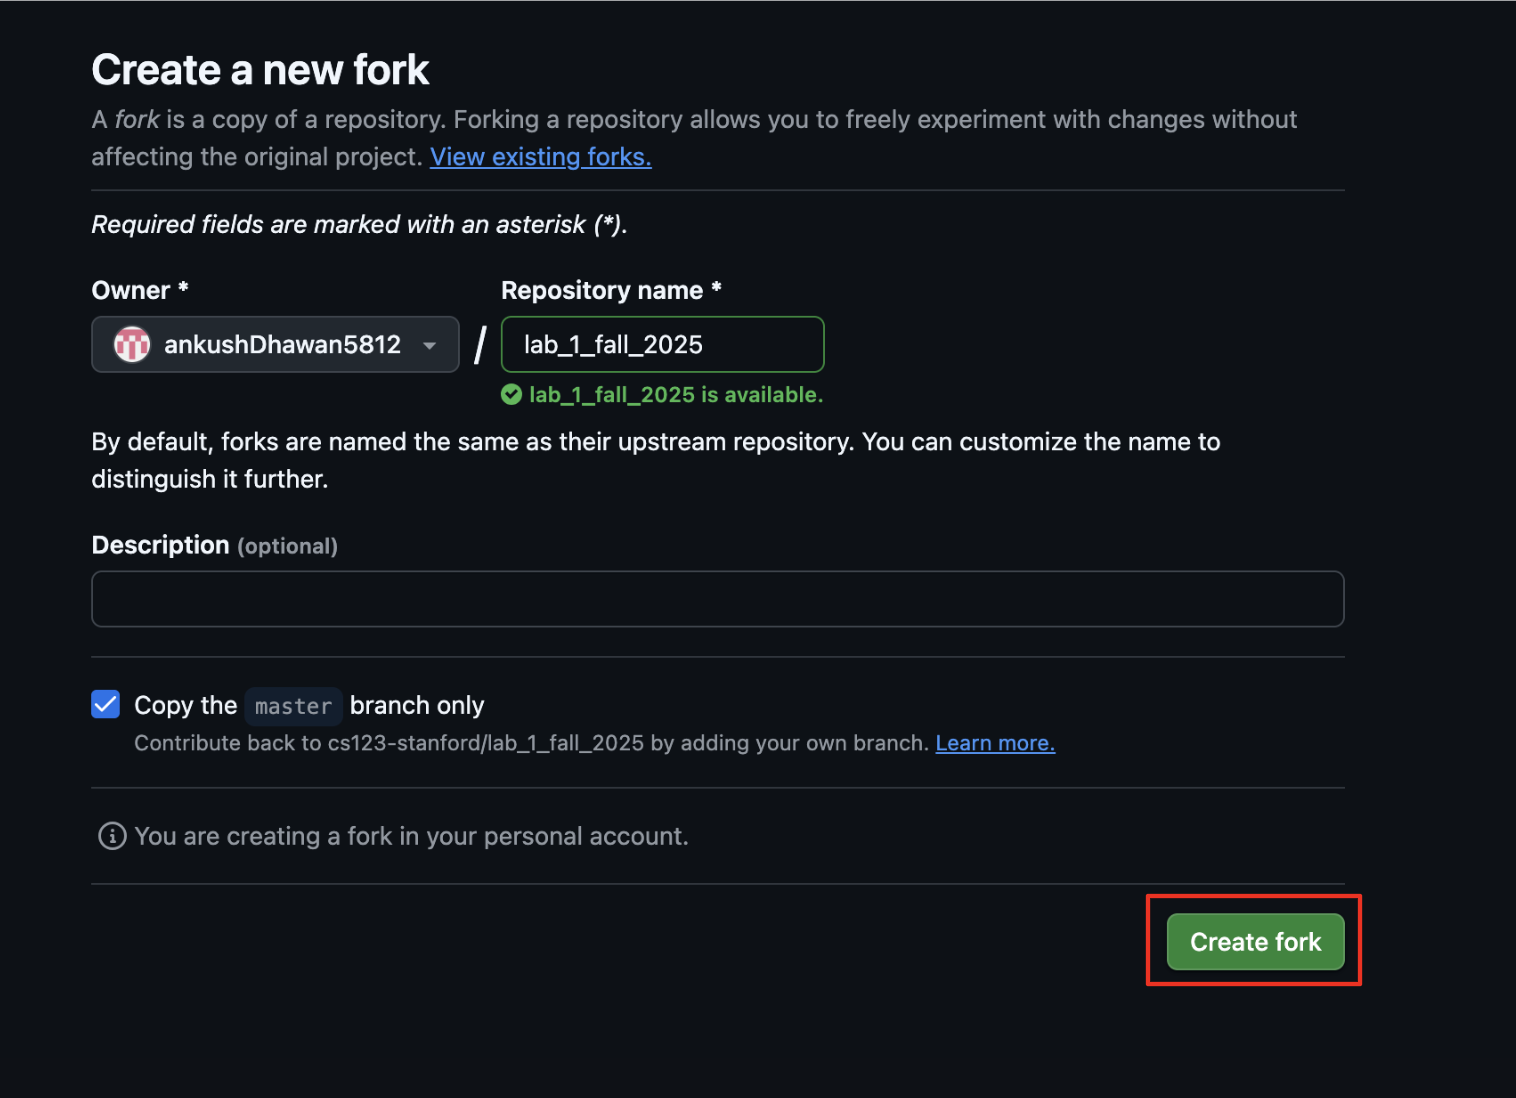 Create a new fork
A fork is a copy of a repository. Forking a repository allows you to freely experiment with changes without
affecting the original project. View existing forks.
Required fields are marked with an asterisk (*).
Owner *
Repository name *
ankushDhawan5812
/
lab_1_fall_2025
lab_1_fall_2025 is available.
By default, forks are named the same as their upstream repository. You can customize the name to
distinguish it further.
Description (optional)
Copy the master branch only
Contribute back to cs123-stanford/lab_1_fall_2025 by adding your own branch. Learn more.
You are creating a fork in your personal account.
Create fork